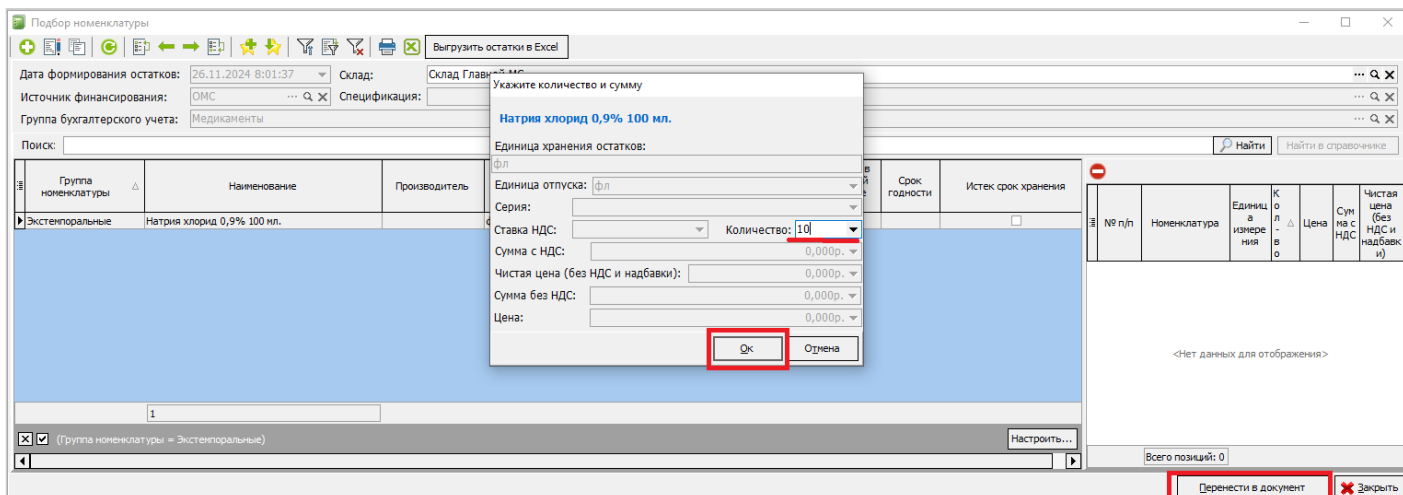 Подбор номенклатуры
Выгрузить остатки в Excel
Дата формирования остатков: 26.11.2024 8:01:37 Склад: Склад Главной МС
Источник финансирования: ОМС Спецификация:
Группа бухгалтерского учета: Медикаменты
Поиск: Найти Найти в справочнике
Группа номенклатуры Наименование Производитель Срок годности Истек срок хранения
Экстемпоральные Натрия хлорид 0,9% 100 мл.
1
(Группа номенклатуры = Экстемпоральные) Настроить...
Укажите количество и сумму
Натрия хлорид 0,9% 100 мл.
Единица хранения остатков:
фл
Единица отпуска: фл
Серия:
Ставка НДС: Количество: 10
Сумма с НДС: 0,000р.
Чистая цена (без НДС и надбавки): 0,000р.
Сумма без НДС: 0,000р.
Цена: 0,000р.
Ок Отмена
№ п/п Номенклатура Единица измерения Кол-во Цена Сумма с НДС Чистая цена (без НДС и надбавки)
<Нет данных для отображения>
Всего позиций: 0
Перенести в документ Закрыть